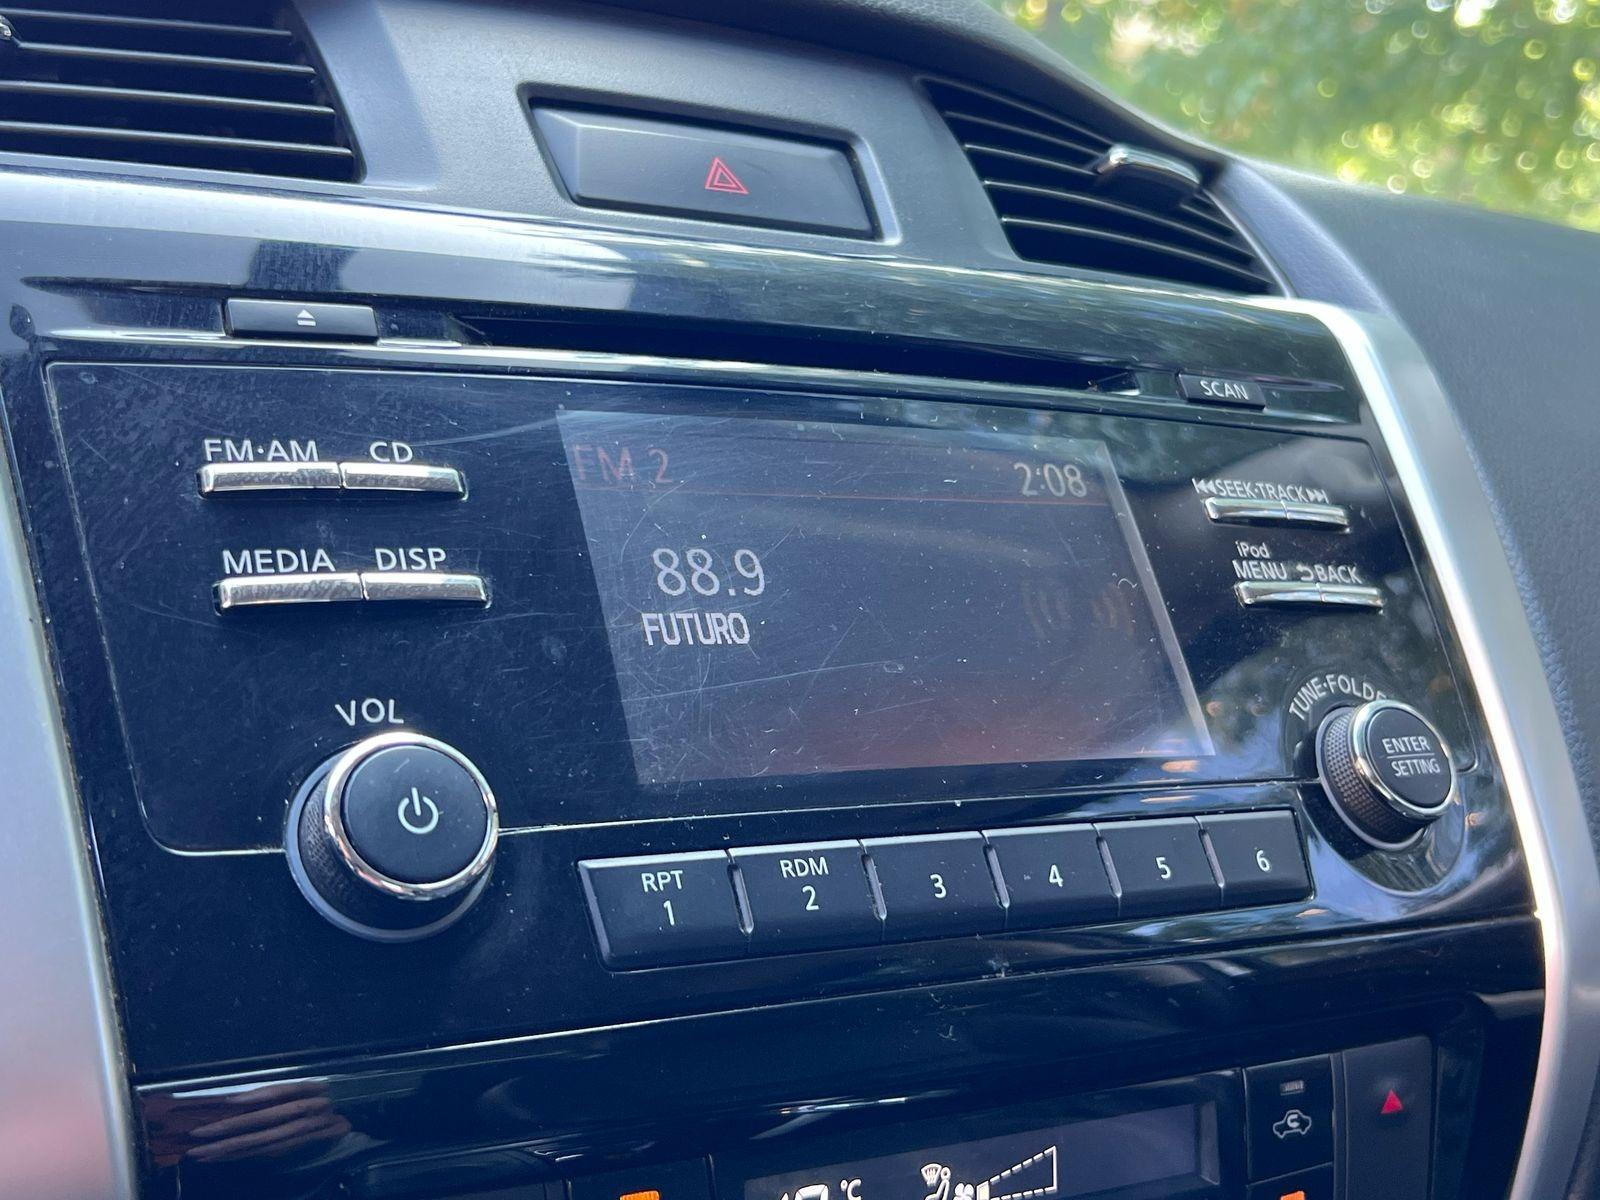 SCAN
FM·AM CD
FM 2 2:08
SEEK·TRACK
MEDIA DISP
88.9
iPod
MENU BACK
FUTURO
VOL
TUNE·FOLDE
ENTER
SETTING
RPT RDM
1 2 3 4 5 6
°C